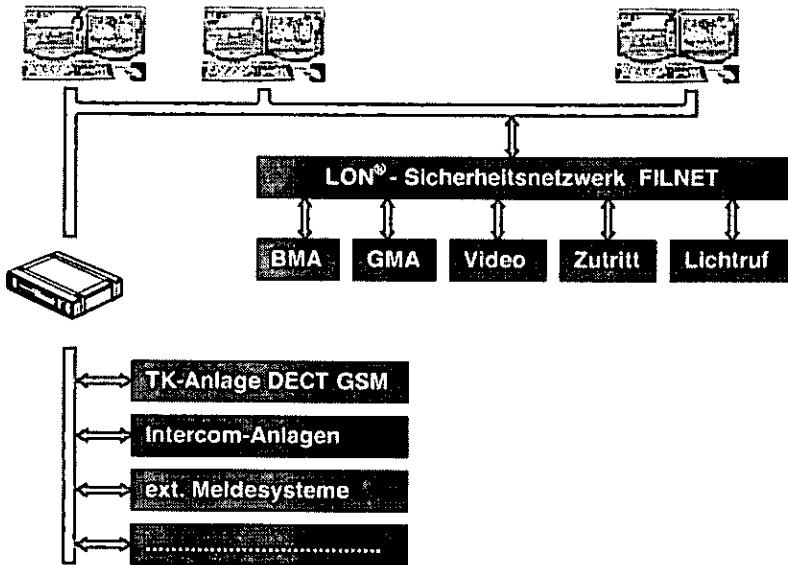 LON® - Sicherheitsnetzwerk FILNET
BMA GMA Video Zutritt Lichtruf
TK-Anlage DECT GSM
Intercom-Anlagen
ext. Meldesysteme
................................